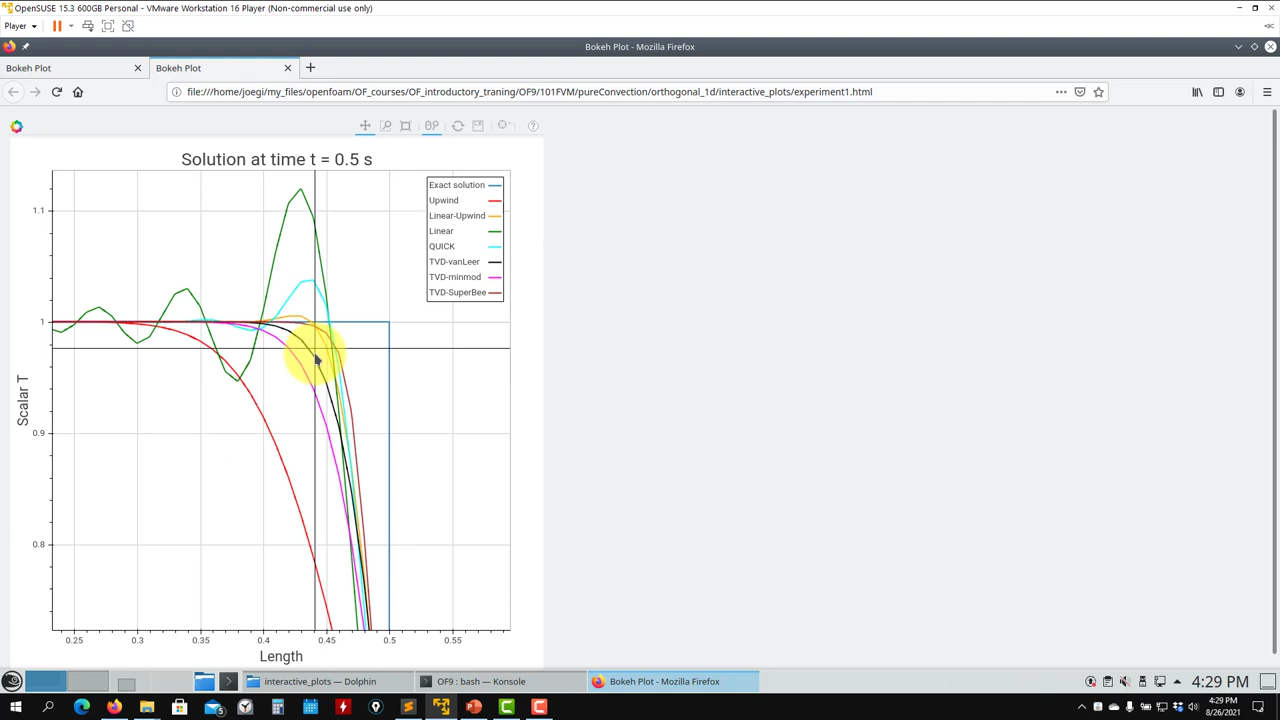 OpenSUSE 15.3 600GB Personal - VMware Workstation 16 Player (Non-commercial use only)
Player
Bokeh Plot - Mozilla Firefox
Bokeh Plot
Bokeh Plot
file:///home/joegi/my_files/openfoam/OF_courses/OF_introductory_traning/OF9/101FVM/pureConvection/orthogonal_1d/interactive_plots/experiment1.html
Solution at time t = 0.5 s
Exact solution
Upwind
Linear-Upwind
Linear
QUICK
TVD-vanLeer
TVD-minmod
TVD-SuperBee
1.1
1
0.9
0.8
Scalar T
0.25
0.3
0.35
0.4
0.45
0.5
0.55
Length
interactive_plots — Dolphin
OF9 : bash — Konsole
Bokeh Plot — Mozilla Firefox
4:29 PM
4:29 PM
8/26/2021